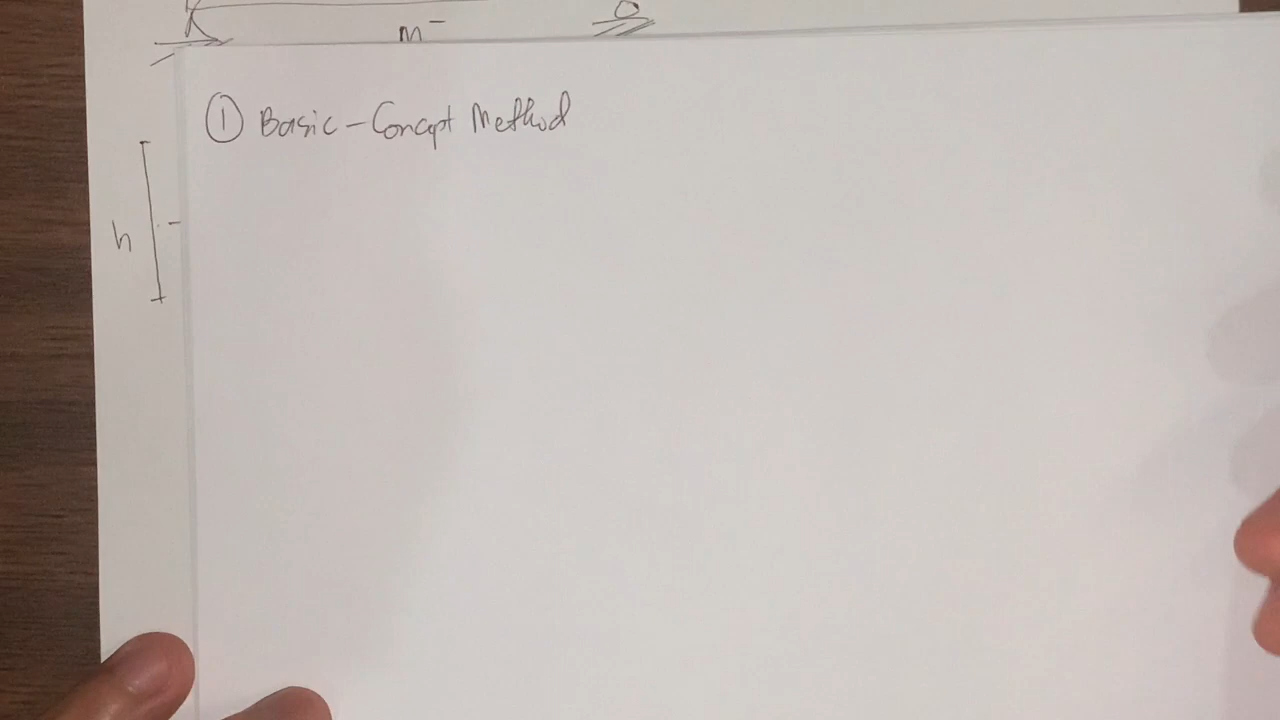 m⁻
① Basic-Concept Method
h